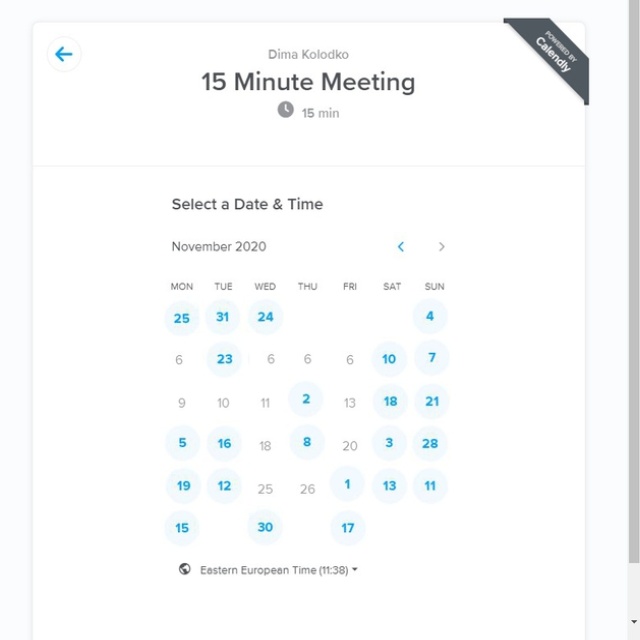 POWERED BY
Calendly
Dima Kolodko
15 Minute Meeting
15 min
Select a Date & Time
November 2020
MON TUE WED THU FRI SAT SUN
25 31 24 4
6 23 6 6 6 10 7
9 10 11 2 13 18 21
5 16 18 8 20 3 28
19 12 25 26 1 13 11
15 30 17
Eastern European Time (11:38)